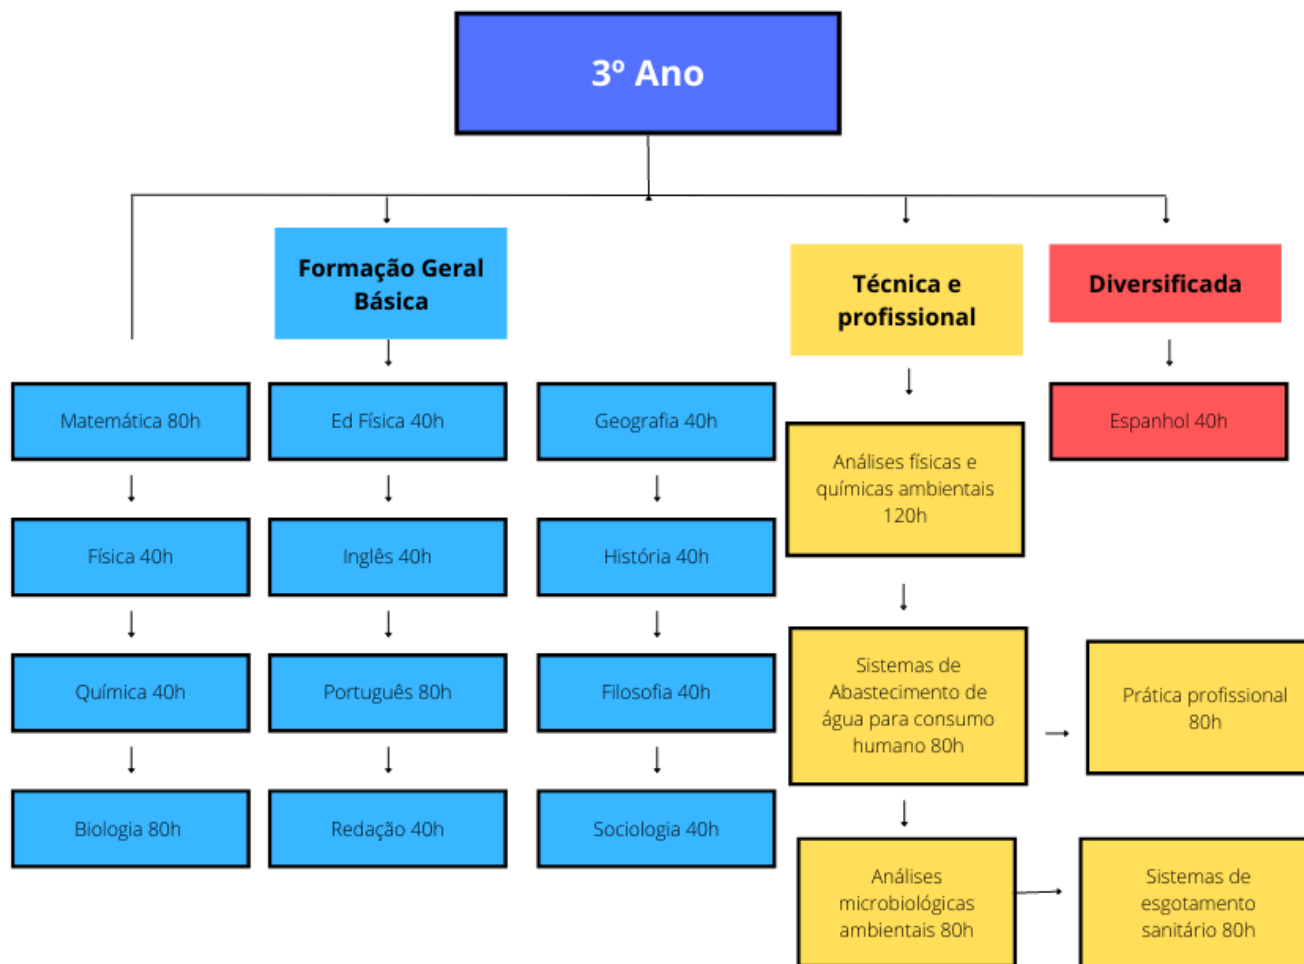 3º Ano
Formação Geral
Básica
Técnica e
profissional
Diversificada
Matemática 80h
Física 40h
Química 40h
Biologia 80h
Ed Física 40h
Inglês 40h
Português 80h
Redação 40h
Geografia 40h
História 40h
Filosofia 40h
Sociologia 40h
Análises físicas e
químicas ambientais
120h
Sistemas de
Abastecimento de
água para consumo
humano 80h
Análises
microbiológicas
ambientais 80h
Prática profissional
80h
Sistemas de
esgotamento
sanitário 80h
Espanhol 40h